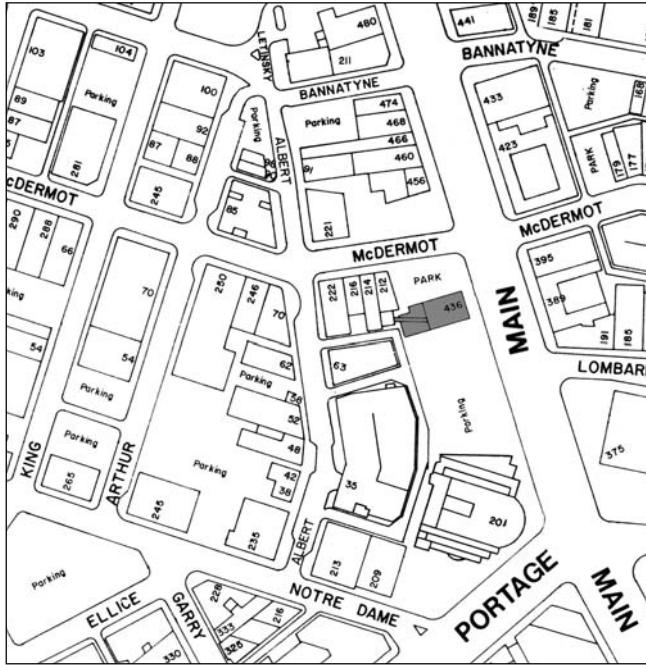 480
441
189
185
181
LETINSKY
103
104
211
BANNATYNE
BANNATYNE
100
Parking
Parking
Parking
433
168
89
87
Parking
474
468
92
466
423
ALBERT
87
88
91
460
PARK
179
177
281
456
245
McDERMOT
85
221
McDERMOT
McDERMOT
290
288
66
395
PARK
250
246
222
216
214
212
70
70
436
389
MAIN
191
185
54
54
62
63
LOMBARD
Parking
Parking
58
52
Parking
Parking
48
375
KING
265
ARTHUR
Parking
42
38
35
245
235
201
ALBERT
213
209
Parking
NOTRE DAME
PORTAGE
MAIN
ELLICE
GARRY
228
216
333
325
330